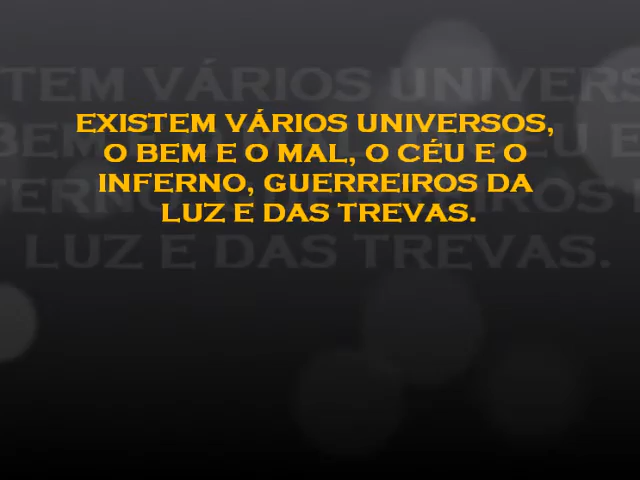 EXISTEM VÁRIOS UNIVERSOS,
O BEM E O MAL, O CÉU E O
INFERNO, GUERREIROS DA
LUZ E DAS TREVAS.